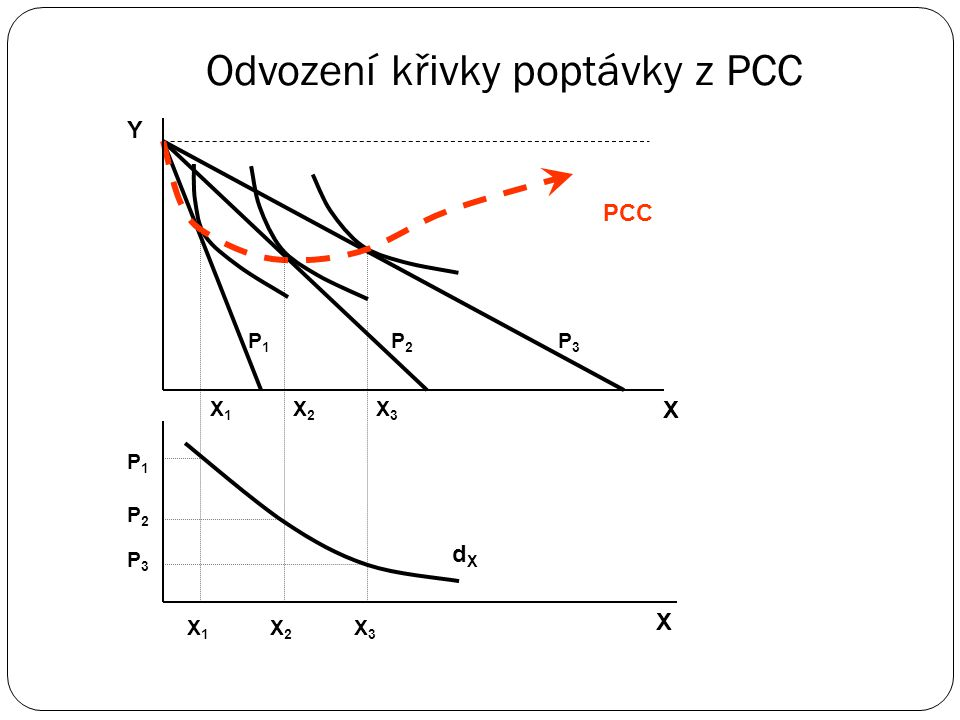 Odvození křivky poptávky z PCC
Y
PCC
P₁ P₂ P₃
X₁ X₂ X₃ X
P₁
P₂
P₃ dₓ
X
X₁ X₂ X₃